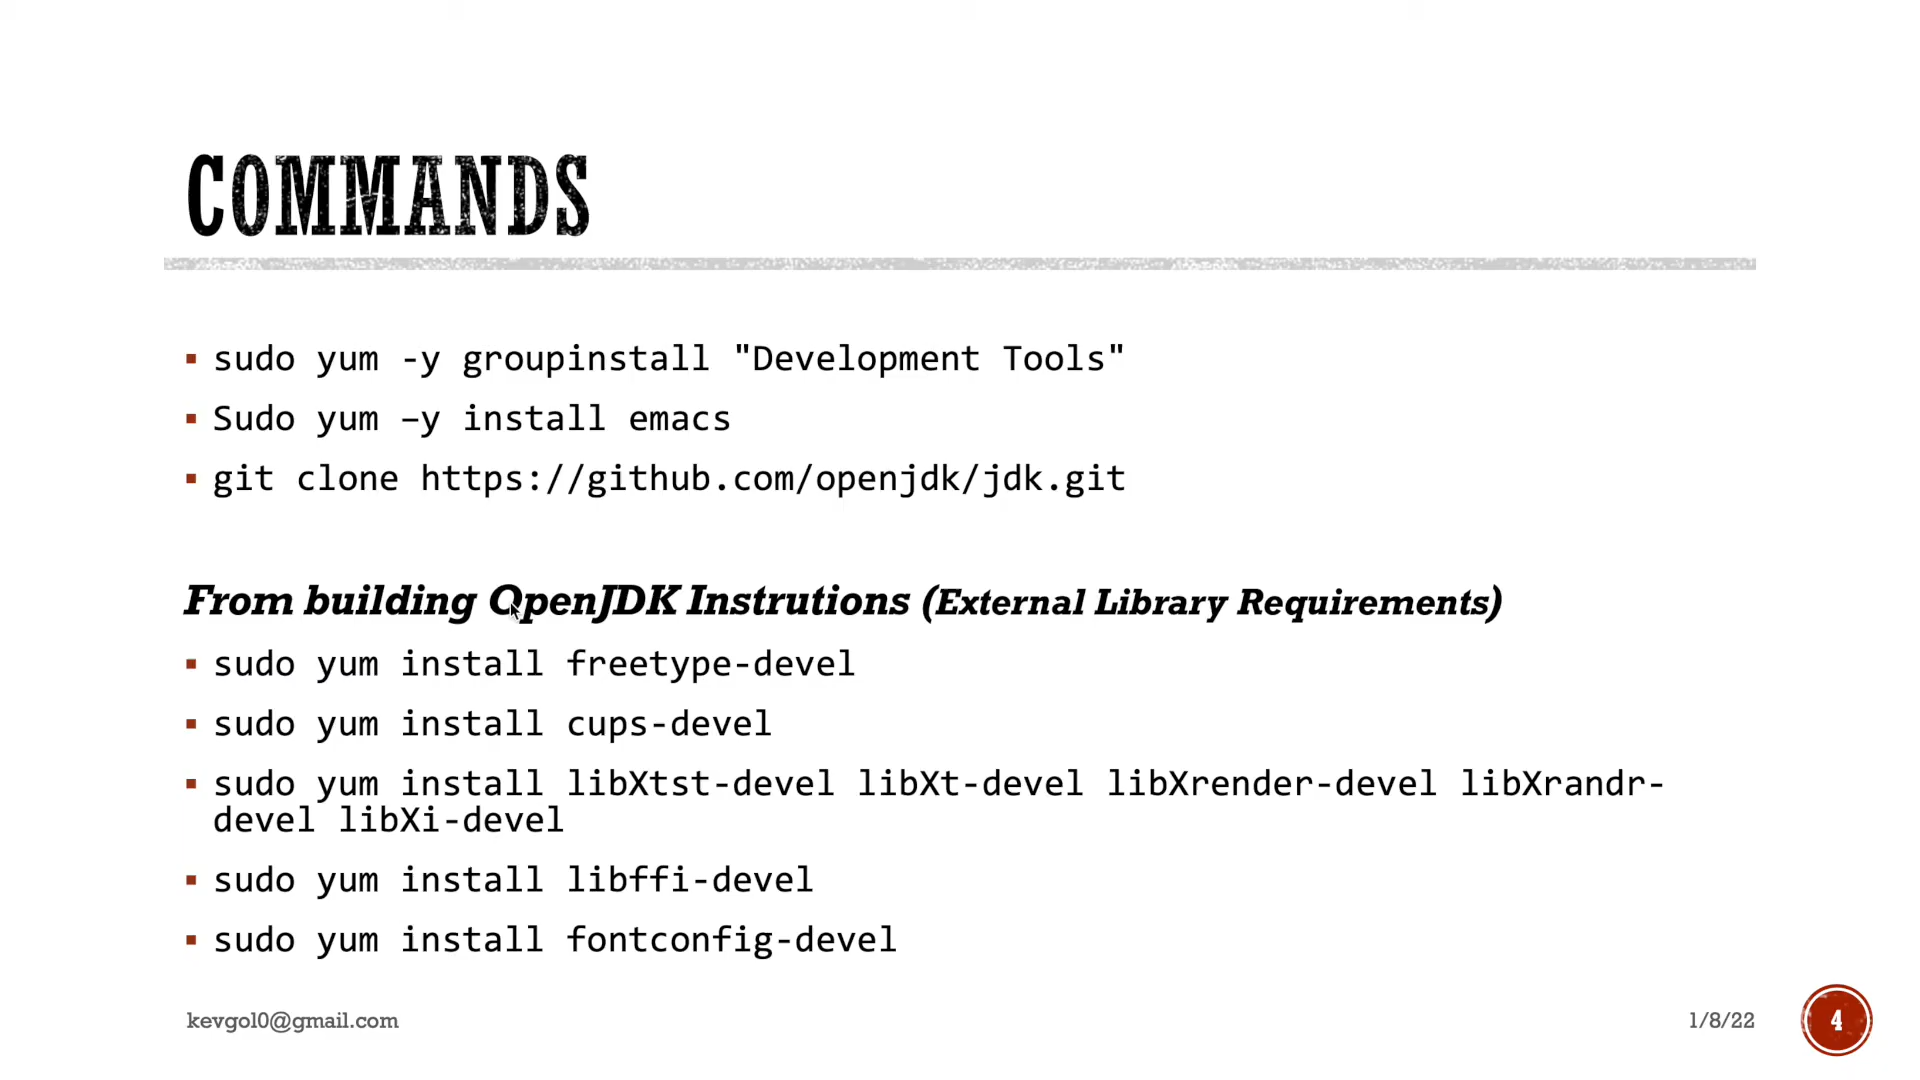 COMMANDS
▪ sudo yum -y groupinstall "Development Tools"
▪ Sudo yum –y install emacs
▪ git clone https://github.com/openjdk/jdk.git
From building OpenJDK Instrutions (External Library Requirements)
▪ sudo yum install freetype-devel
▪ sudo yum install cups-devel
▪ sudo yum install libXtst-devel libXt-devel libXrender-devel libXrandr-
devel libXi-devel
▪ sudo yum install libffi-devel
▪ sudo yum install fontconfig-devel
kevgol0@gmail.com
1/8/22
4